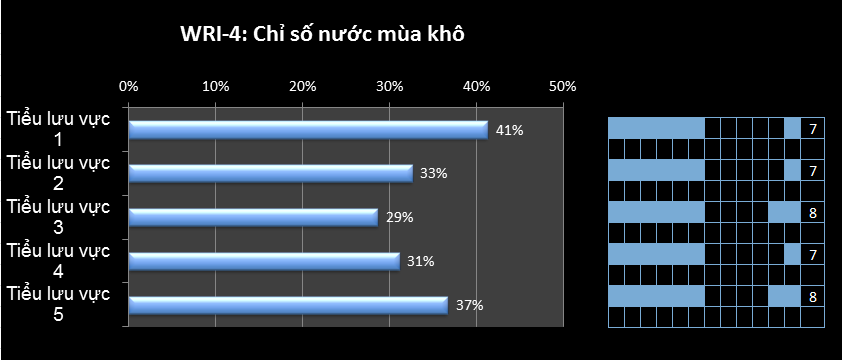 WRI-4: Chỉ số nước mùa khô
0% 10% 20% 30% 40% 50%
Tiểu lưu vực
1
41%
7
Tiểu lưu vực
2
33%
7
Tiểu lưu vực
3
29%
8
Tiểu lưu vực
4
31%
7
Tiểu lưu vực
5
37%
8